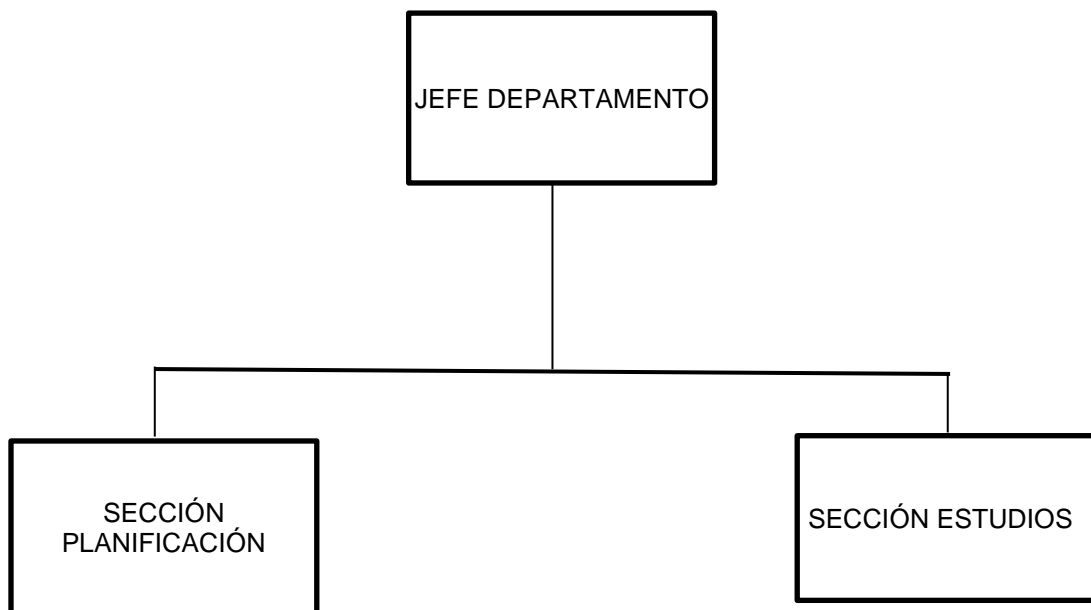 JEFE DEPARTAMENTO
SECCIÓN
PLANIFICACIÓN
SECCIÓN ESTUDIOS